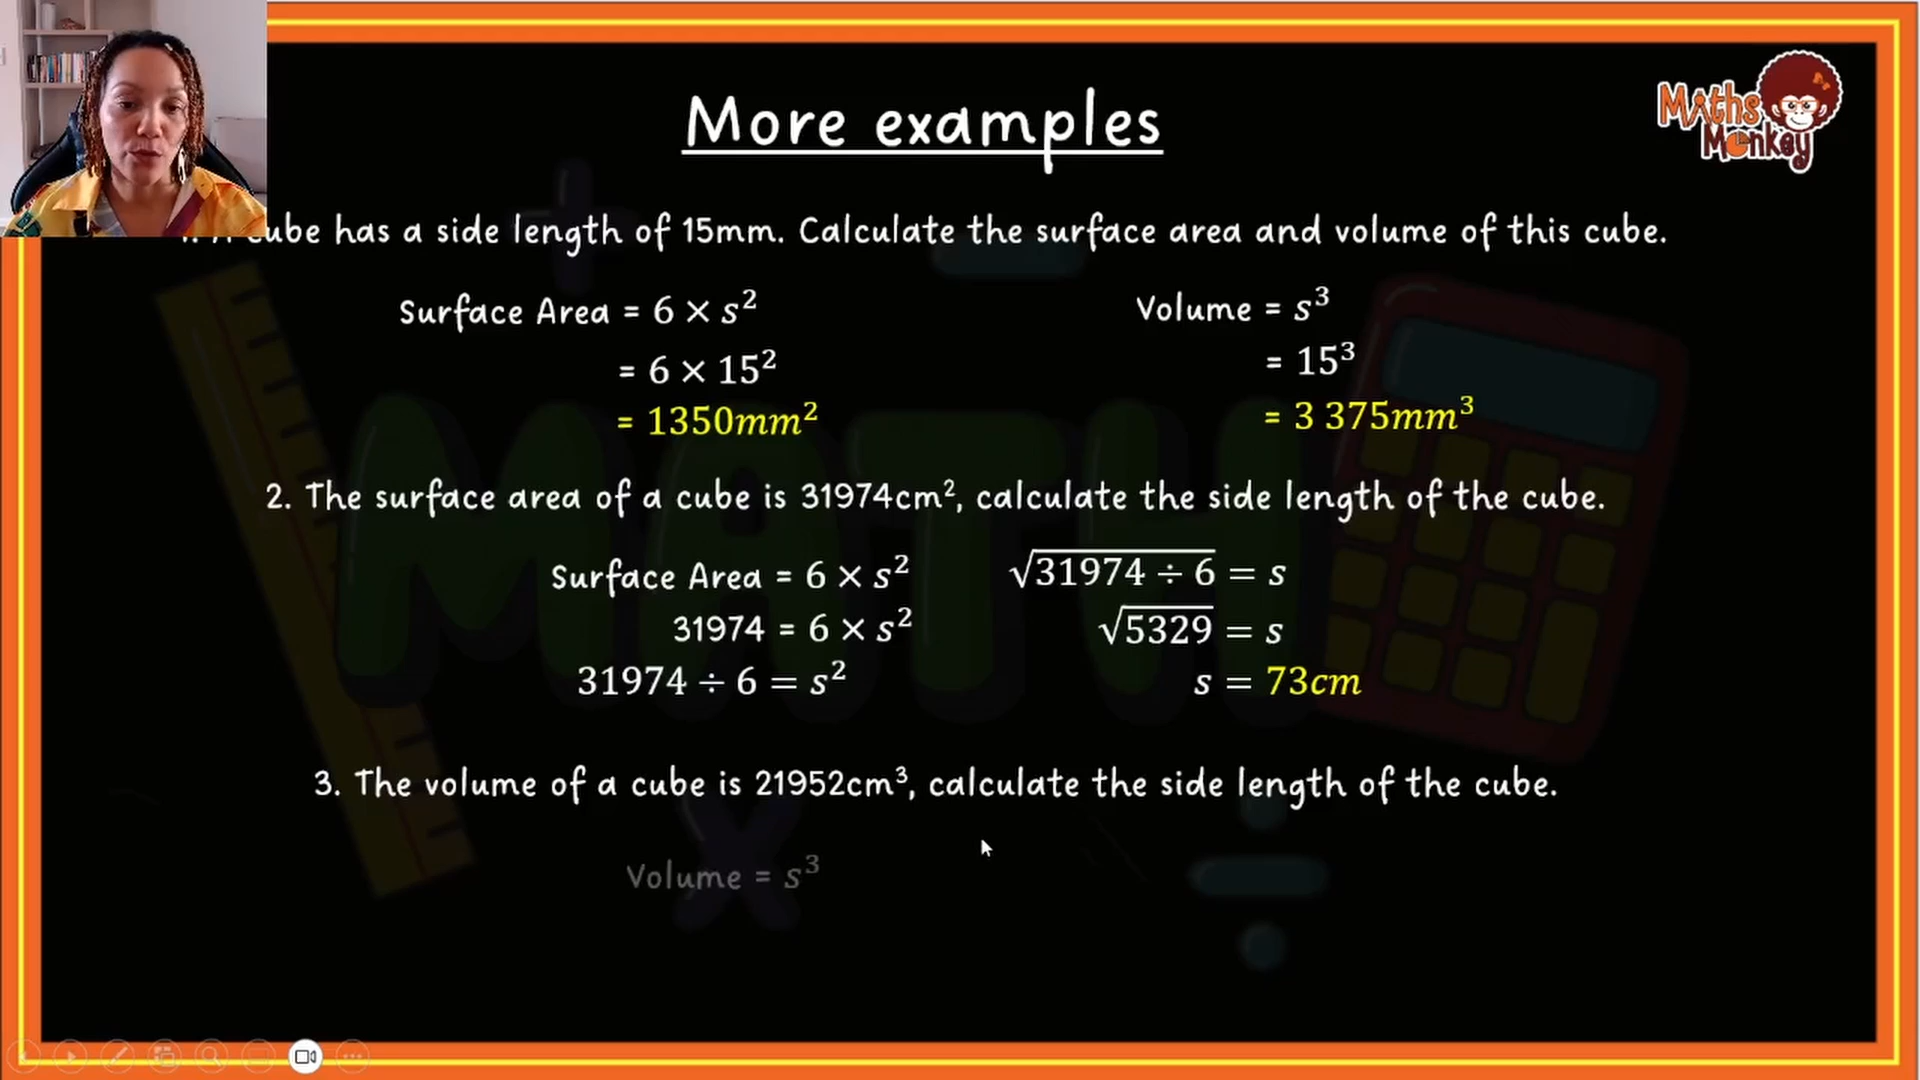 More examples
Maths
Monkey
cube has a side length of 15mm. Calculate the surface area and volume of this cube.
Surface Area = 6 × s²
= 6 × 15²
= 1350mm²
Volume = s³
= 15³
= 3 375mm³
2. The surface area of a cube is 31974cm², calculate the side length of the cube.
Surface Area = 6 × s²
31974 = 6 × s²
31974 ÷ 6 = s²
√31974 ÷ 6 = s
√5329 = s
s = 73cm
3. The volume of a cube is 21952cm³, calculate the side length of the cube.
Volume = s³
MATH